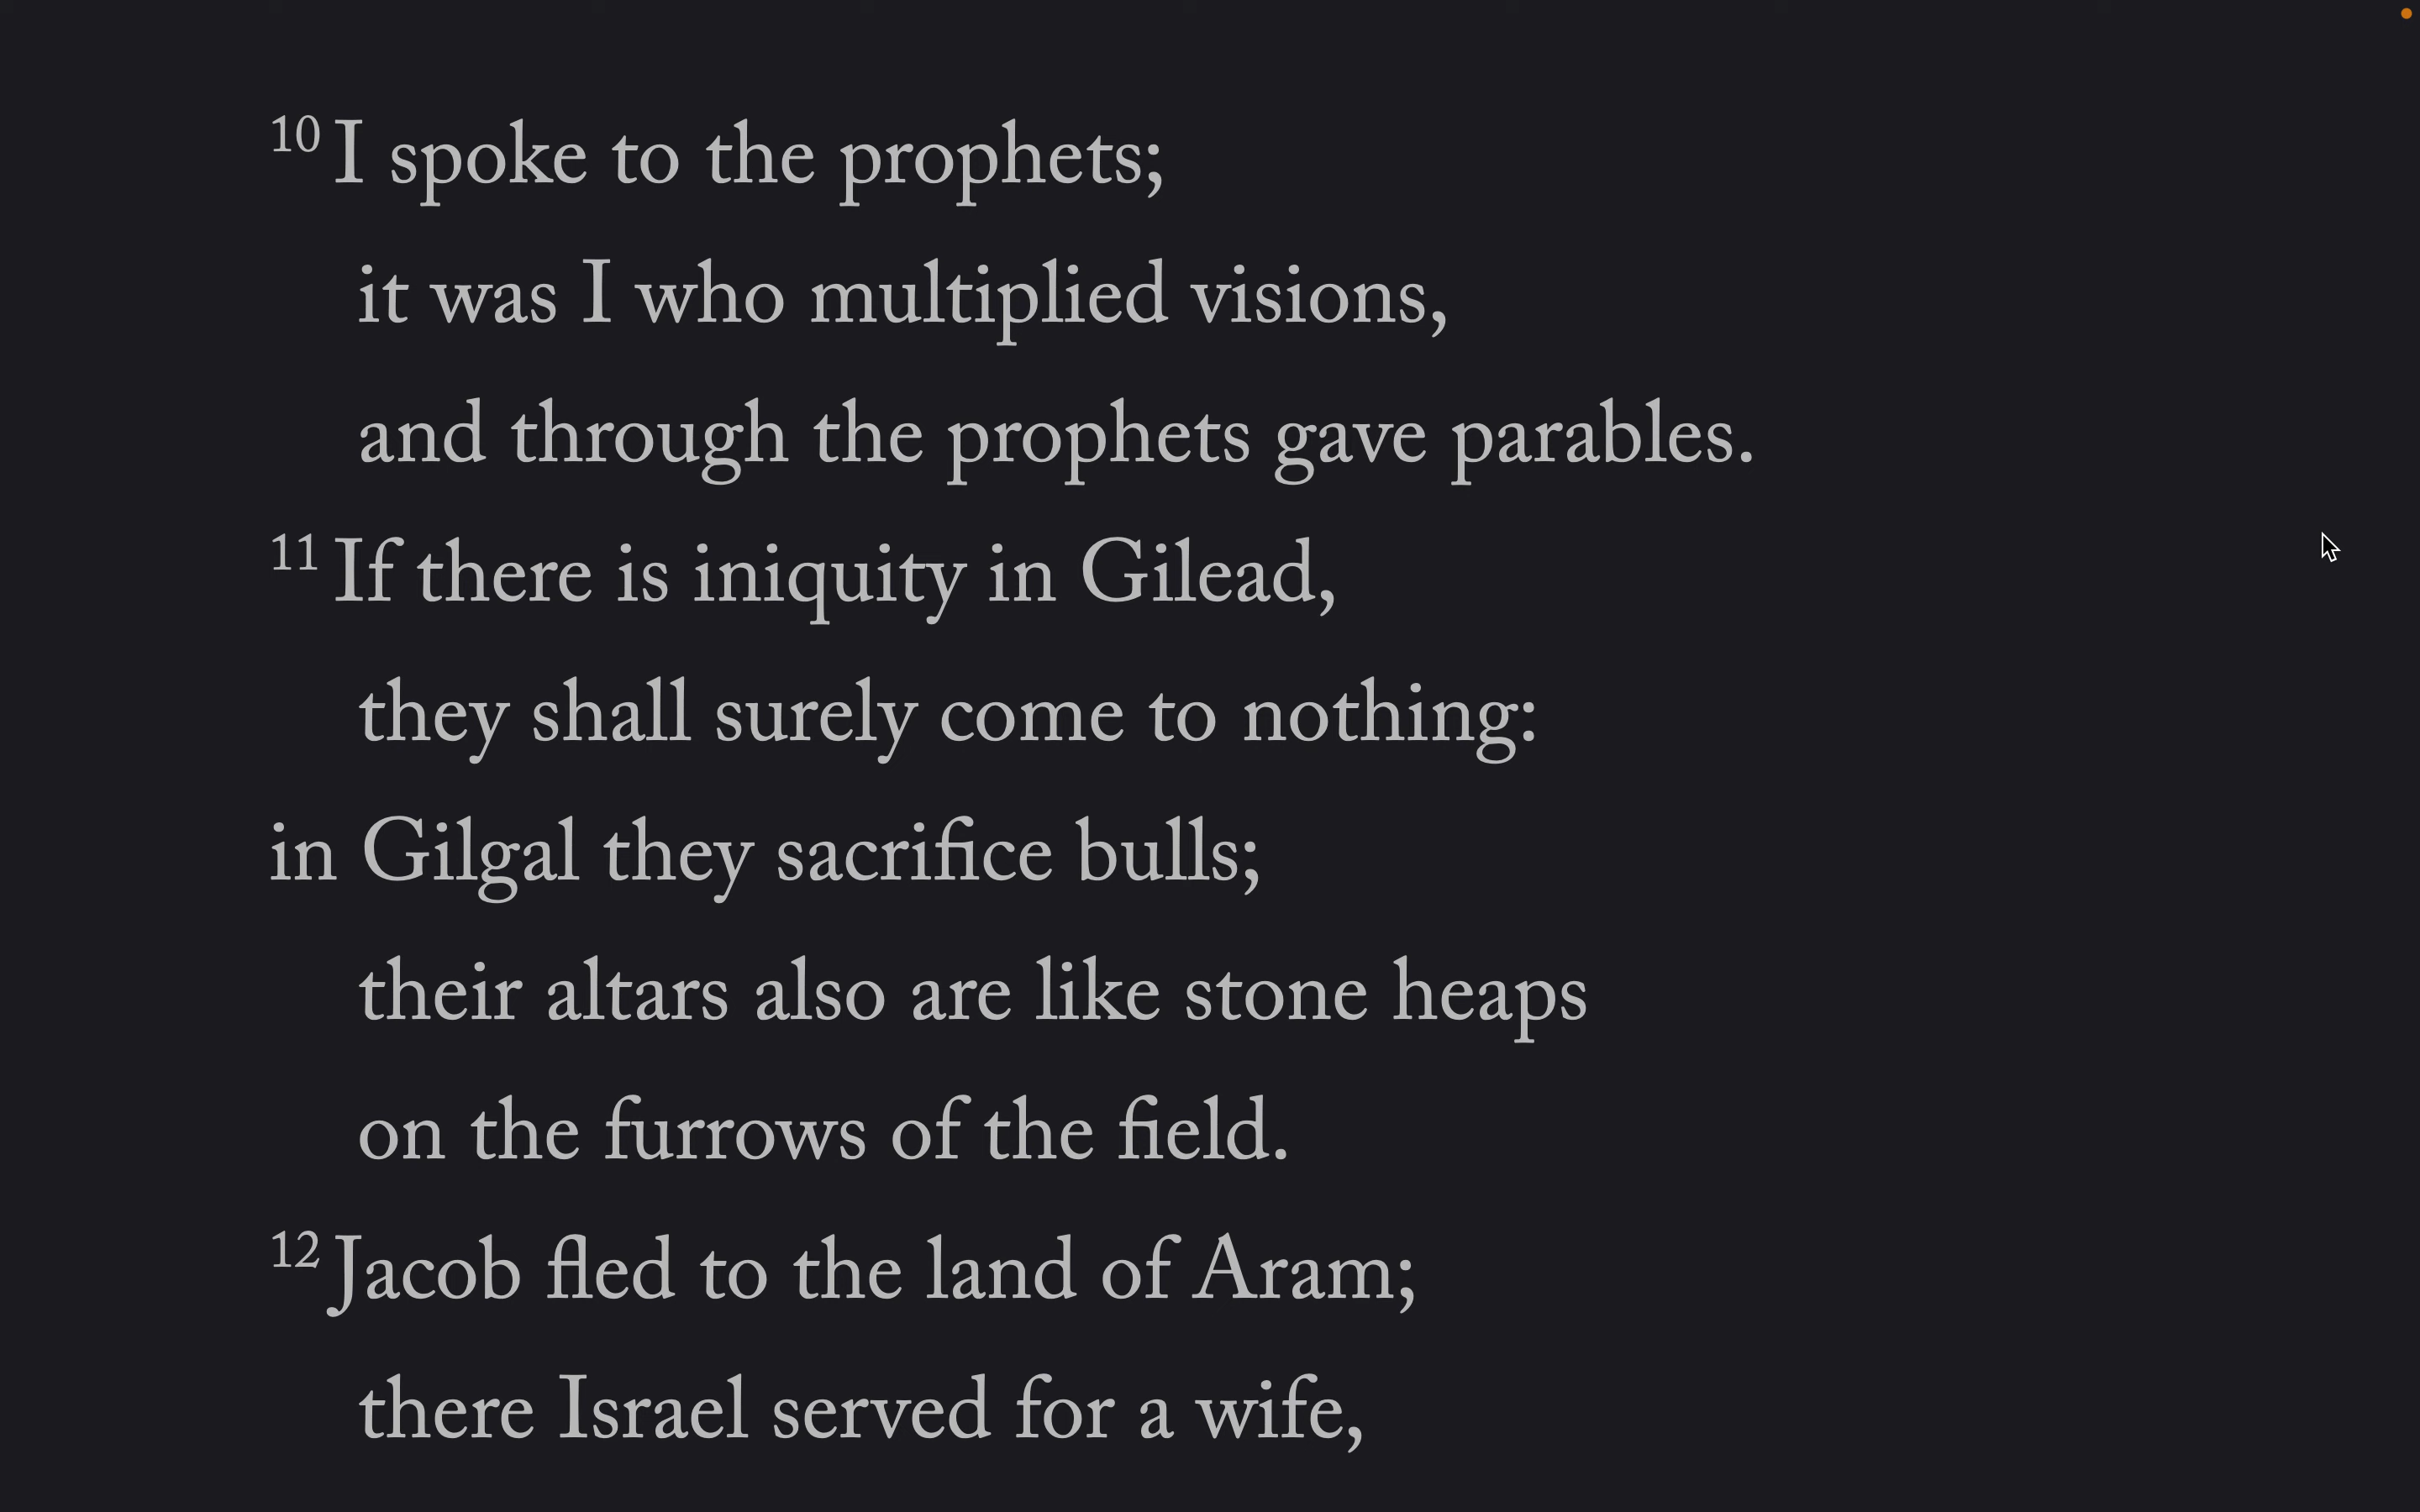 10 I spoke to the prophets;
it was I who multiplied visions,
and through the prophets gave parables.
11 If there is iniquity in Gilead,
they shall surely come to nothing:
in Gilgal they sacrifice bulls;
their altars also are like stone heaps
on the furrows of the field.
12 Jacob fled to the land of Aram;
there Israel served for a wife,